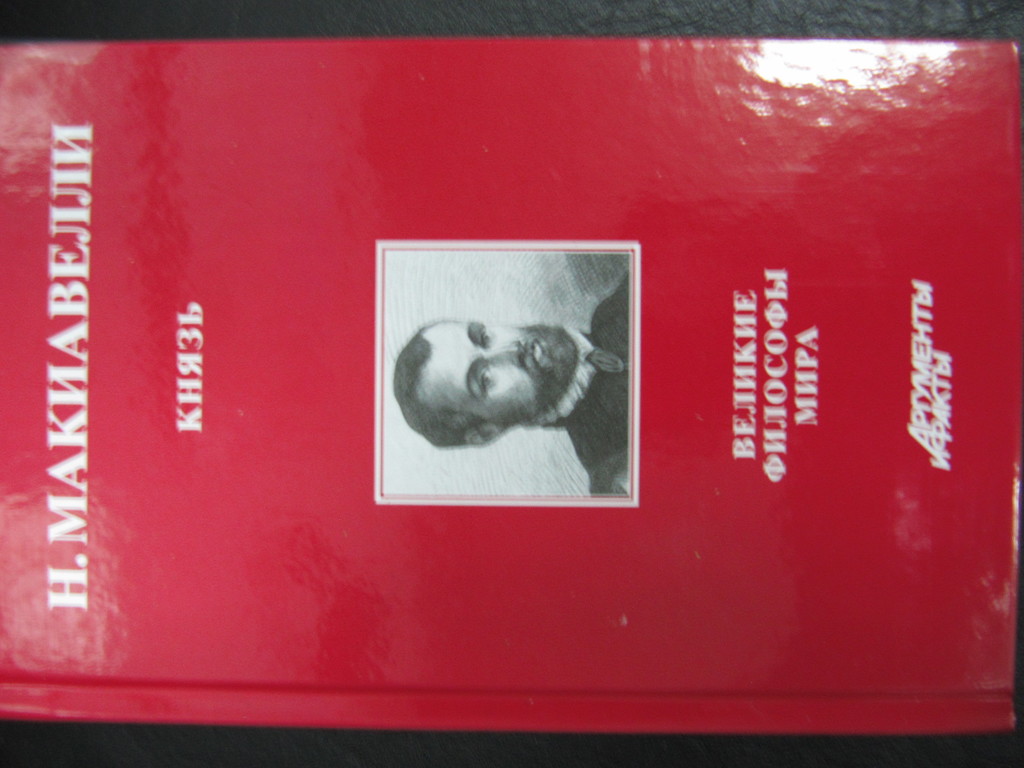 Н. МАКИАВЕЛЛИ
КНЯЗЬ
ВЕЛИКИЕ
ФИЛОСОФЫ
МИРА
АРГУМЕНТЫ
И ФАКТЫ